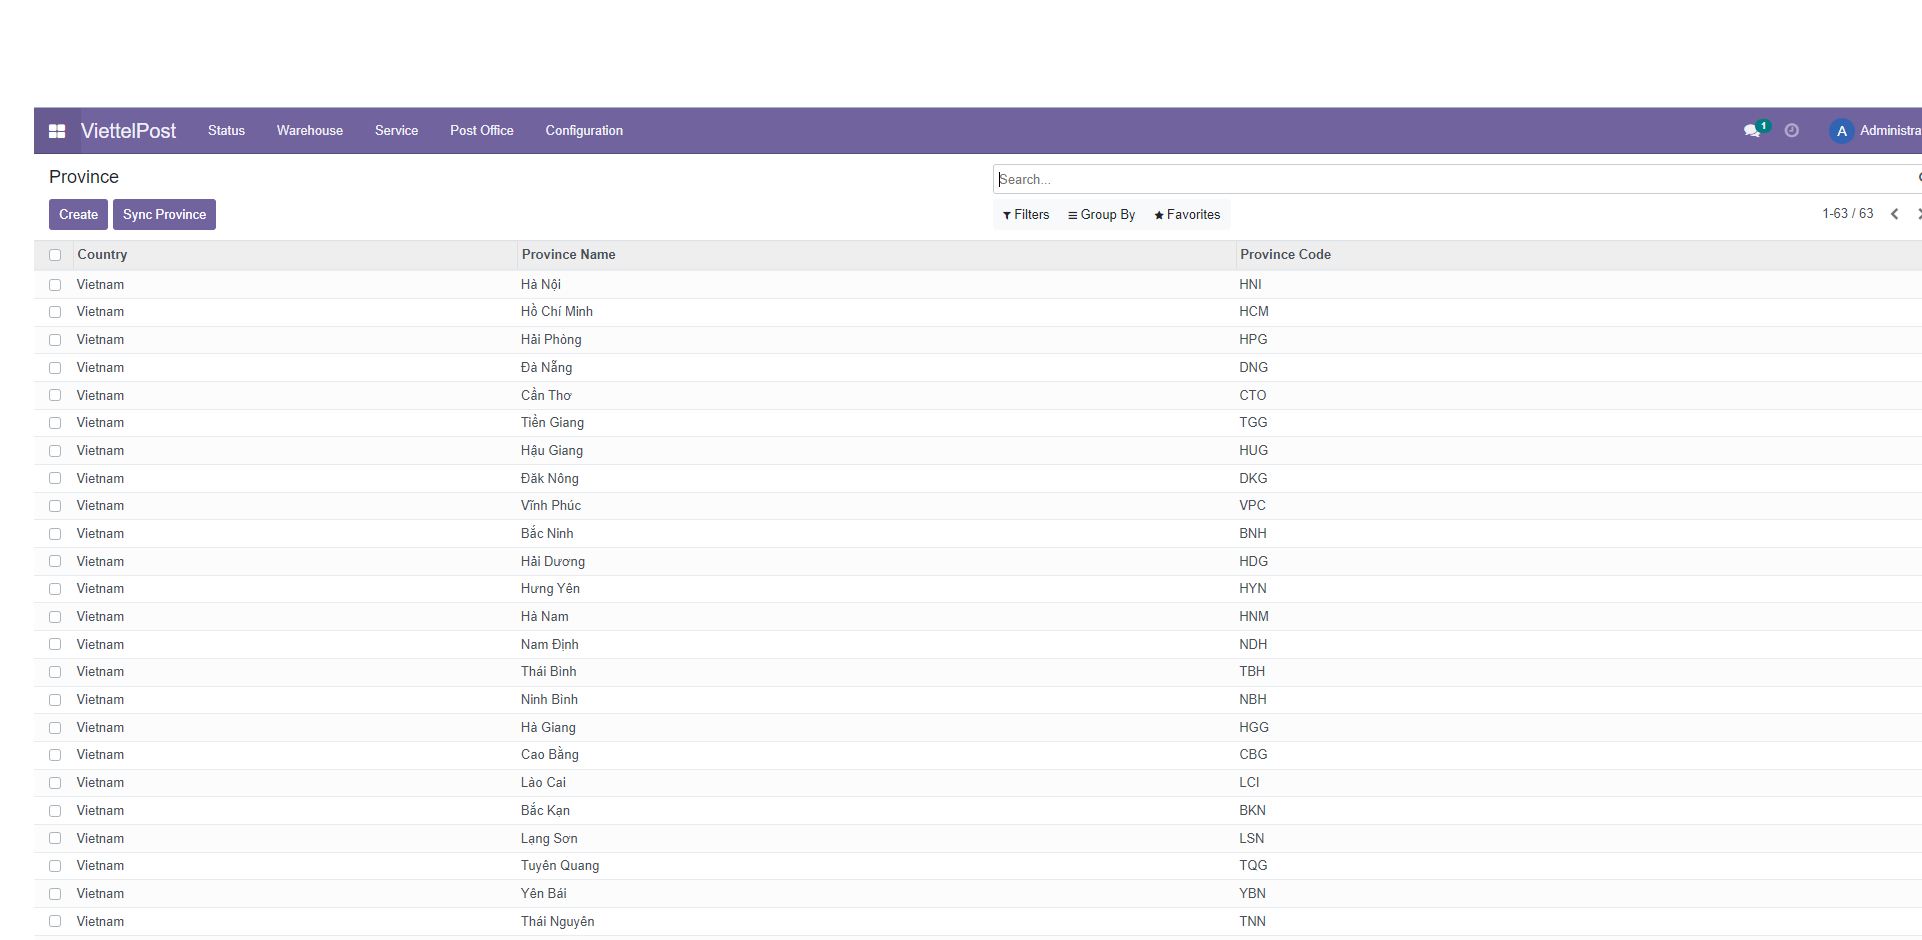 ViettelPost Status Warehouse Service Post Office Configuration 1 A Administra
Province
Search...
Create Sync Province Filters Group By Favorites 1-63 / 63
Country Province Name Province Code
Vietnam Hà Nội HNI
Vietnam Hồ Chí Minh HCM
Vietnam Hải Phòng HPG
Vietnam Đà Nẵng DNG
Vietnam Cần Thơ CTO
Vietnam Tiền Giang TGG
Vietnam Hậu Giang HUG
Vietnam Đăk Nông DKG
Vietnam Vĩnh Phúc VPC
Vietnam Bắc Ninh BNH
Vietnam Hải Dương HDG
Vietnam Hưng Yên HYN
Vietnam Hà Nam HNM
Vietnam Nam Định NDH
Vietnam Thái Bình TBH
Vietnam Ninh Bình NBH
Vietnam Hà Giang HGG
Vietnam Cao Bằng CBG
Vietnam Lào Cai LCI
Vietnam Bắc Kạn BKN
Vietnam Lạng Sơn LSN
Vietnam Tuyên Quang TQG
Vietnam Yên Bái YBN
Vietnam Thái Nguyên TNN